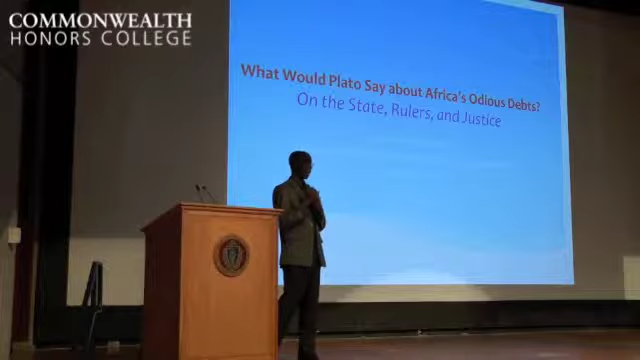 COMMONWEALTH
HONORS COLLEGE
What Would Plato Say about Africa's Odious Debts?
On the State, Rulers, and Justice